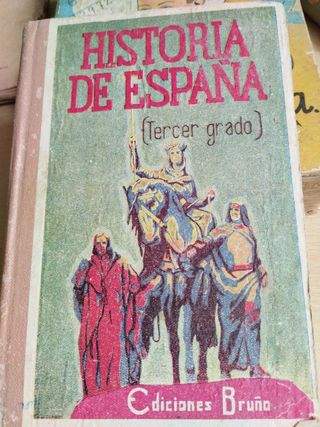 HISTORIA
DE ESPAÑA
(Tercer grado)
Ediciones Bruño